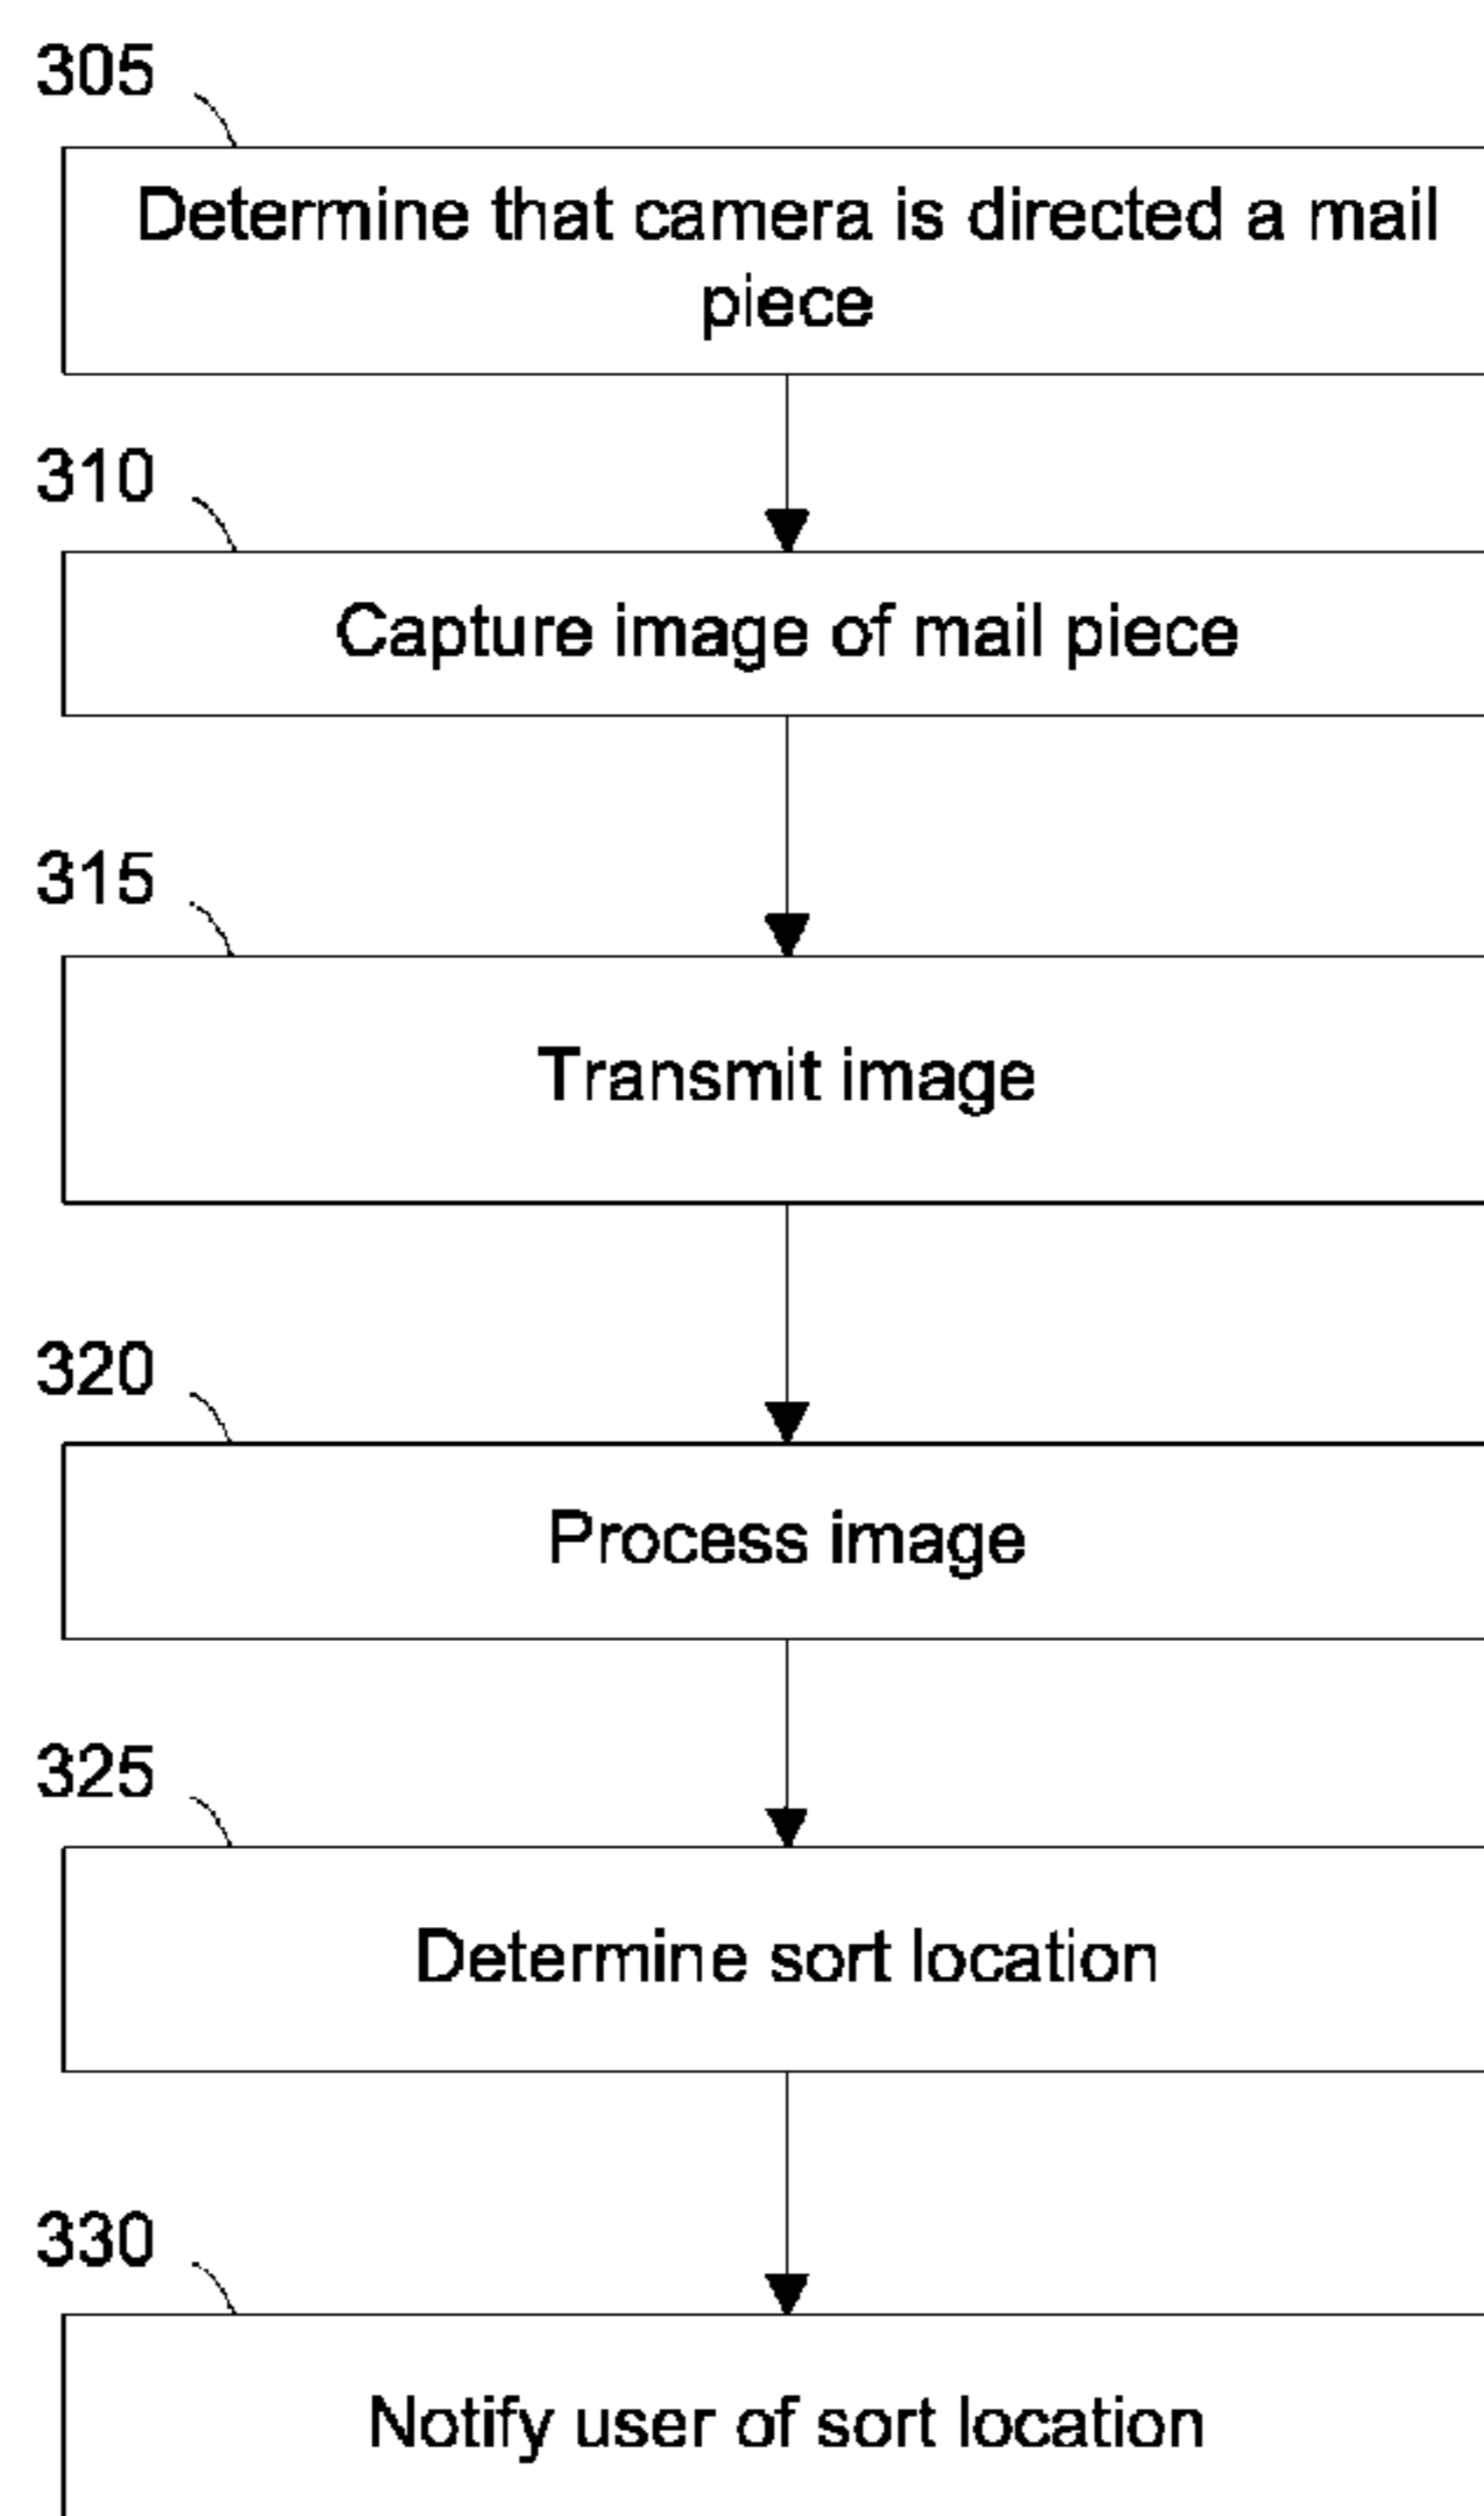 305
Determine that camera is directed a mail
piece
310
Capture image of mail piece
315
Transmit image
320
Process image
325
Determine sort location
330
Notify user of sort location